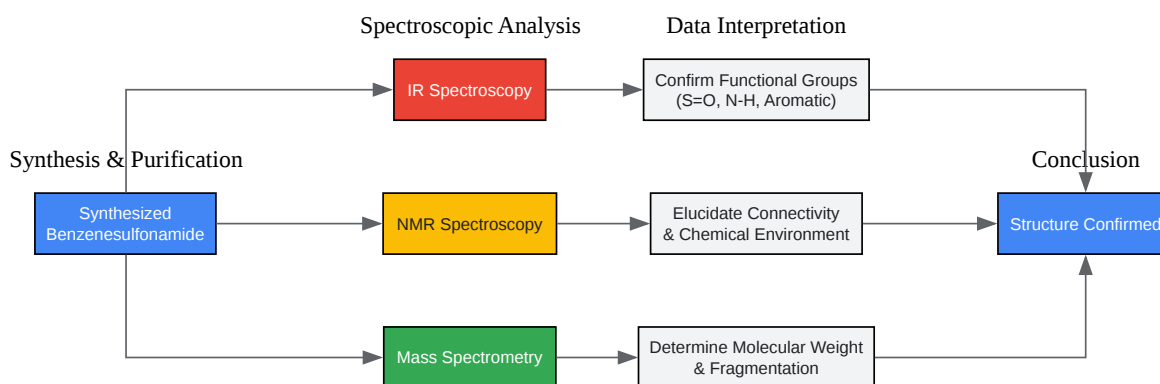 Spectroscopic Analysis
Data Interpretation
IR Spectroscopy
Confirm Functional Groups
(S=O, N-H, Aromatic)
Synthesis & Purification
Conclusion
Synthesized
Benzenesulfonamide
NMR Spectroscopy
Elucidate Connectivity
& Chemical Environment
Structure Confirmed
Mass Spectrometry
Determine Molecular Weight
& Fragmentation